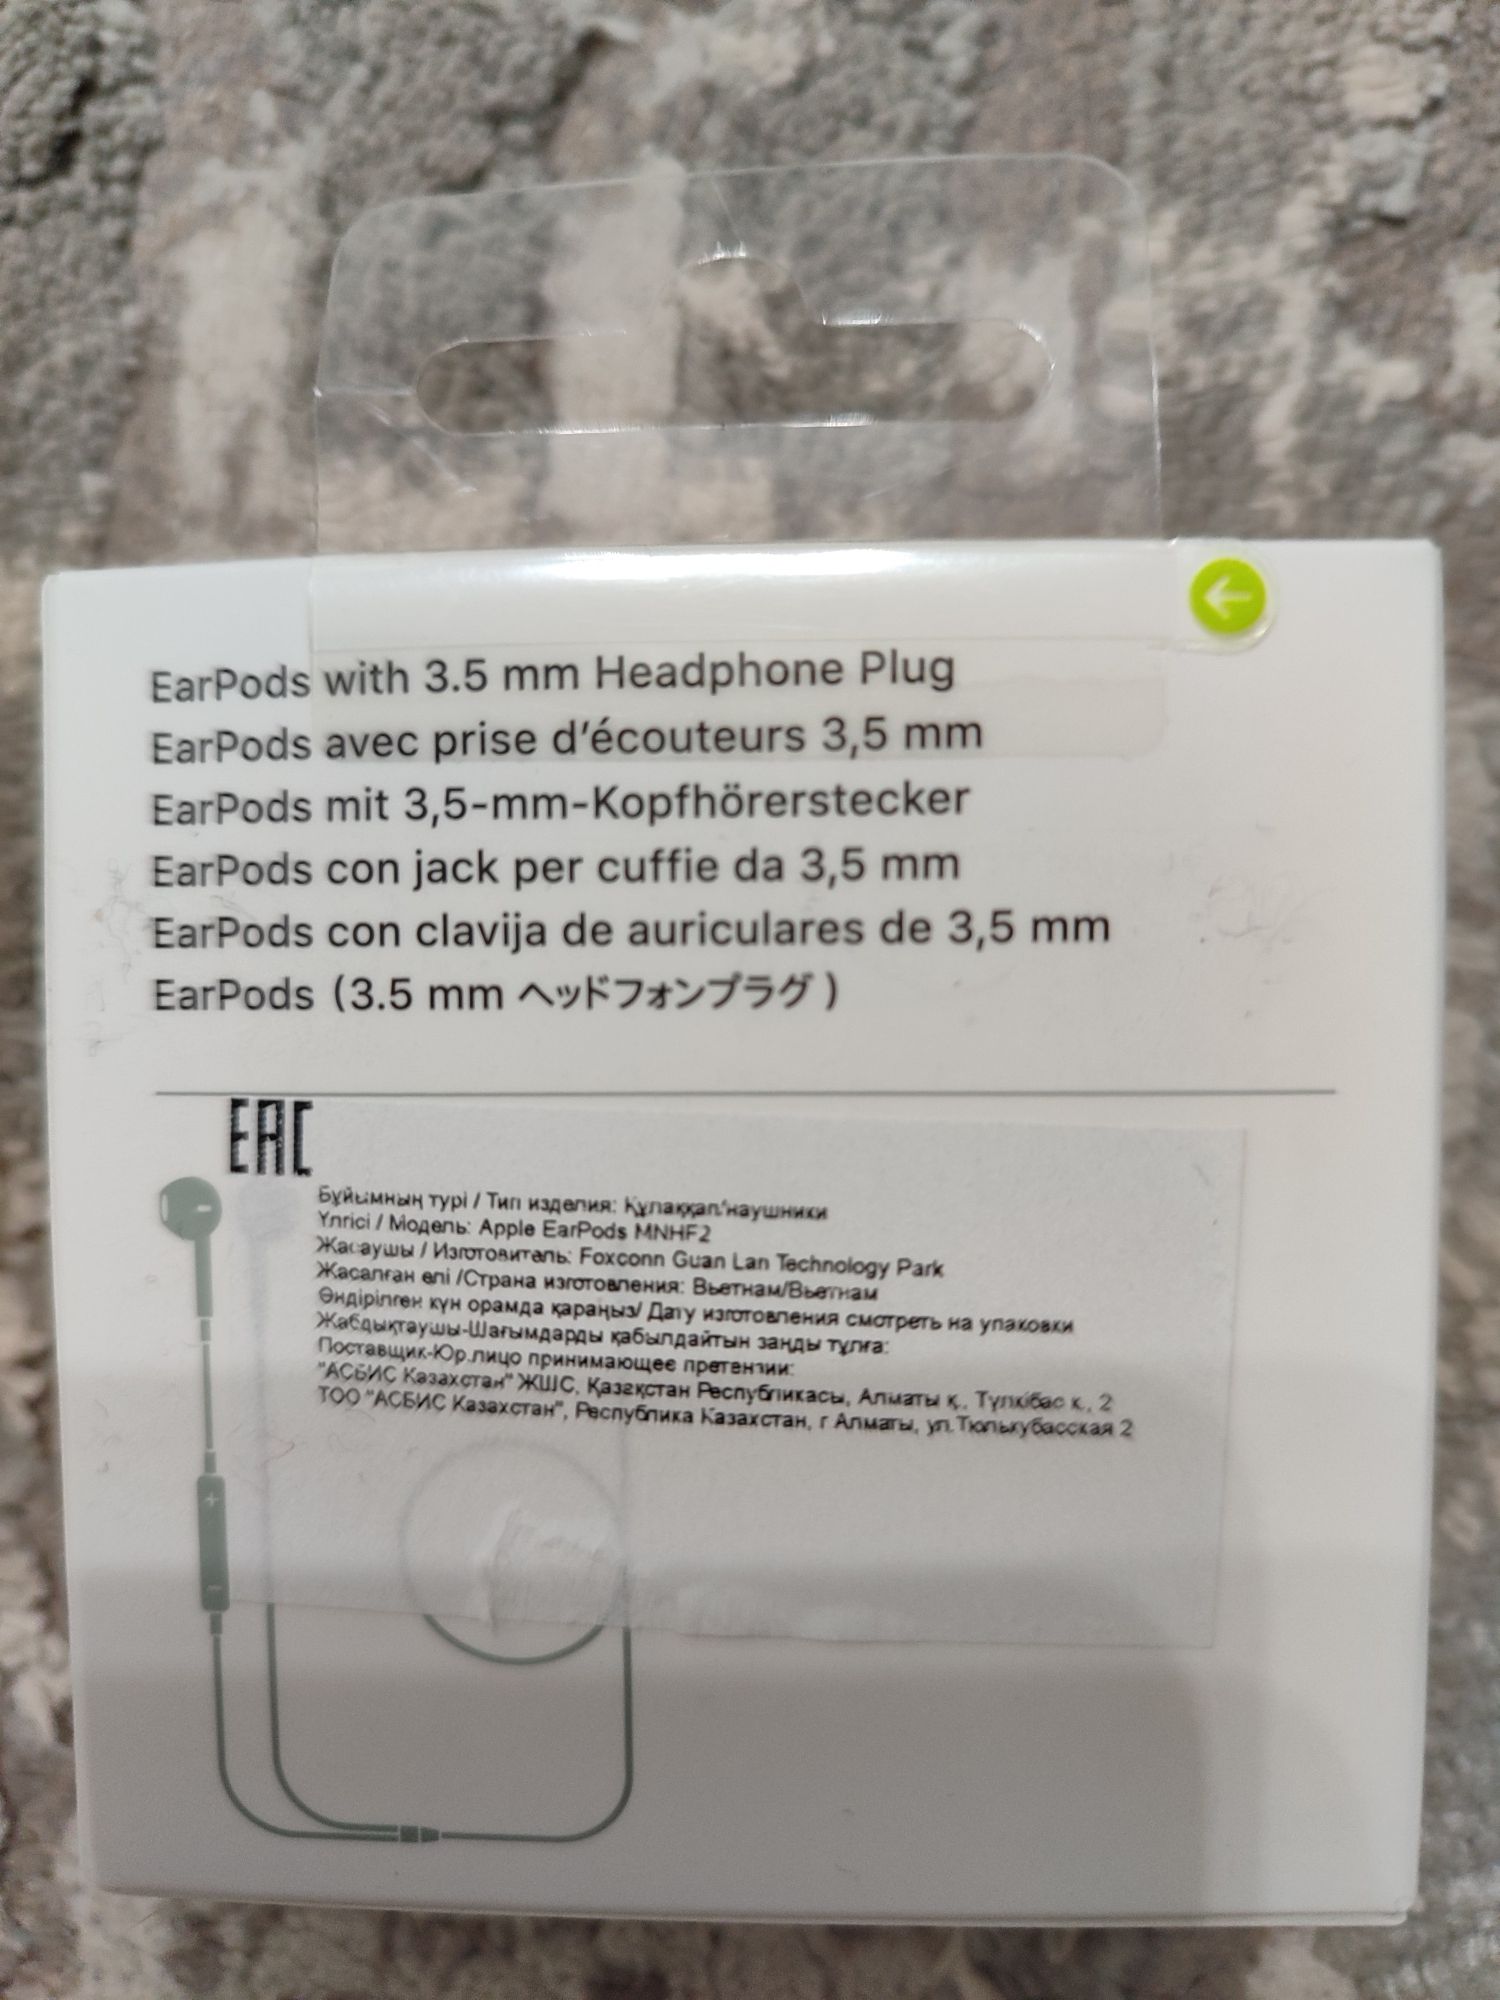 EarPods with 3.5 mm Headphone Plug
EarPods avec prise d’écouteurs 3,5 mm
EarPods mit 3,5-mm-Kopfhörerstecker
EarPods con jack per cuffie da 3,5 mm
EarPods con clavija de auriculares de 3,5 mm
EarPods (3.5 mm ヘッドフォンプラグ )
EAC
Бұйымның түрі / Тип изделия: Құлаққап/наушники
Үлгісі / Модель: Apple EarPods MNHF2
Жасаушы / Изготовитель: Foxconn Guan Lan Technology Park
Жасалған елі /Страна изготовления: Вьетнам/Вьетнам
Өндірілген күн орамда қараңыз/ Дату изготовления смотреть на упаковки
Жабдықтаушы-Шағымдарды қабылдайтын заңды тұлға:
Поставщик-Юр.лицо принимающее претензии:
"АСБИС Казахстан" ЖШС, Қазақстан Республикасы, Алматы қ., Түлкібас к., 2
ТОО "АСБИС Казахстан", Республика Казахстан, г Алматы, ул.Тюлькубасская 2